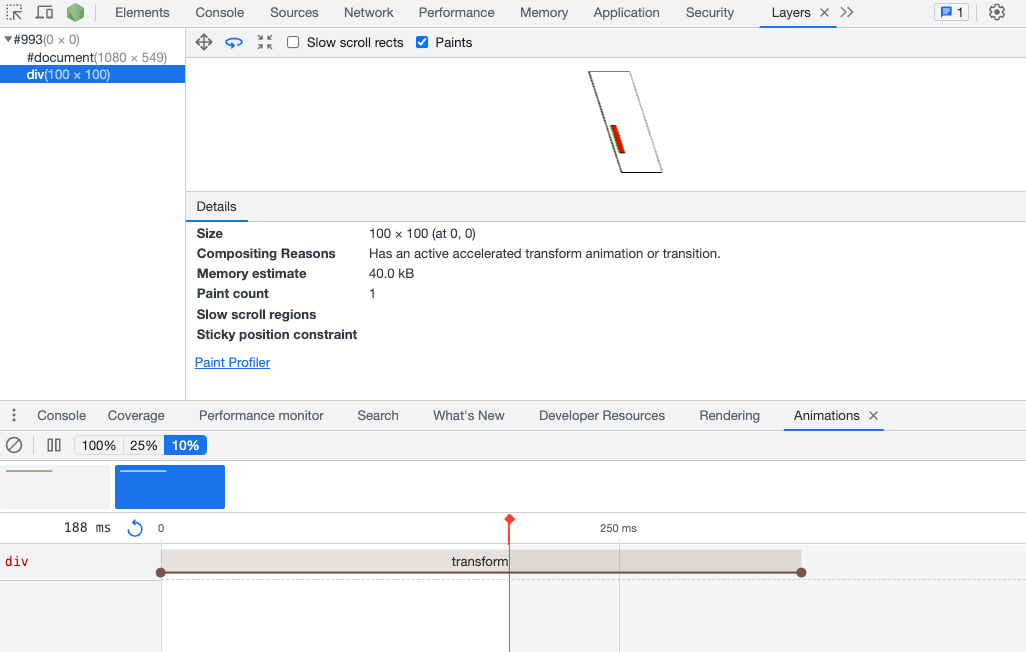 Elements Console Sources Network Performance Memory Application Security Layers 1
#993(0 × 0)
#document(1080 × 549)
div(100 × 100)
Slow scroll rects Paints
Details
Size 100 × 100 (at 0, 0)
Compositing Reasons Has an active accelerated transform animation or transition.
Memory estimate 40.0 kB
Paint count 1
Slow scroll regions
Sticky position constraint
Paint Profiler
Console Coverage Performance monitor Search What's New Developer Resources Rendering Animations
100% 25% 10%
188 ms 0 250 ms
div transform